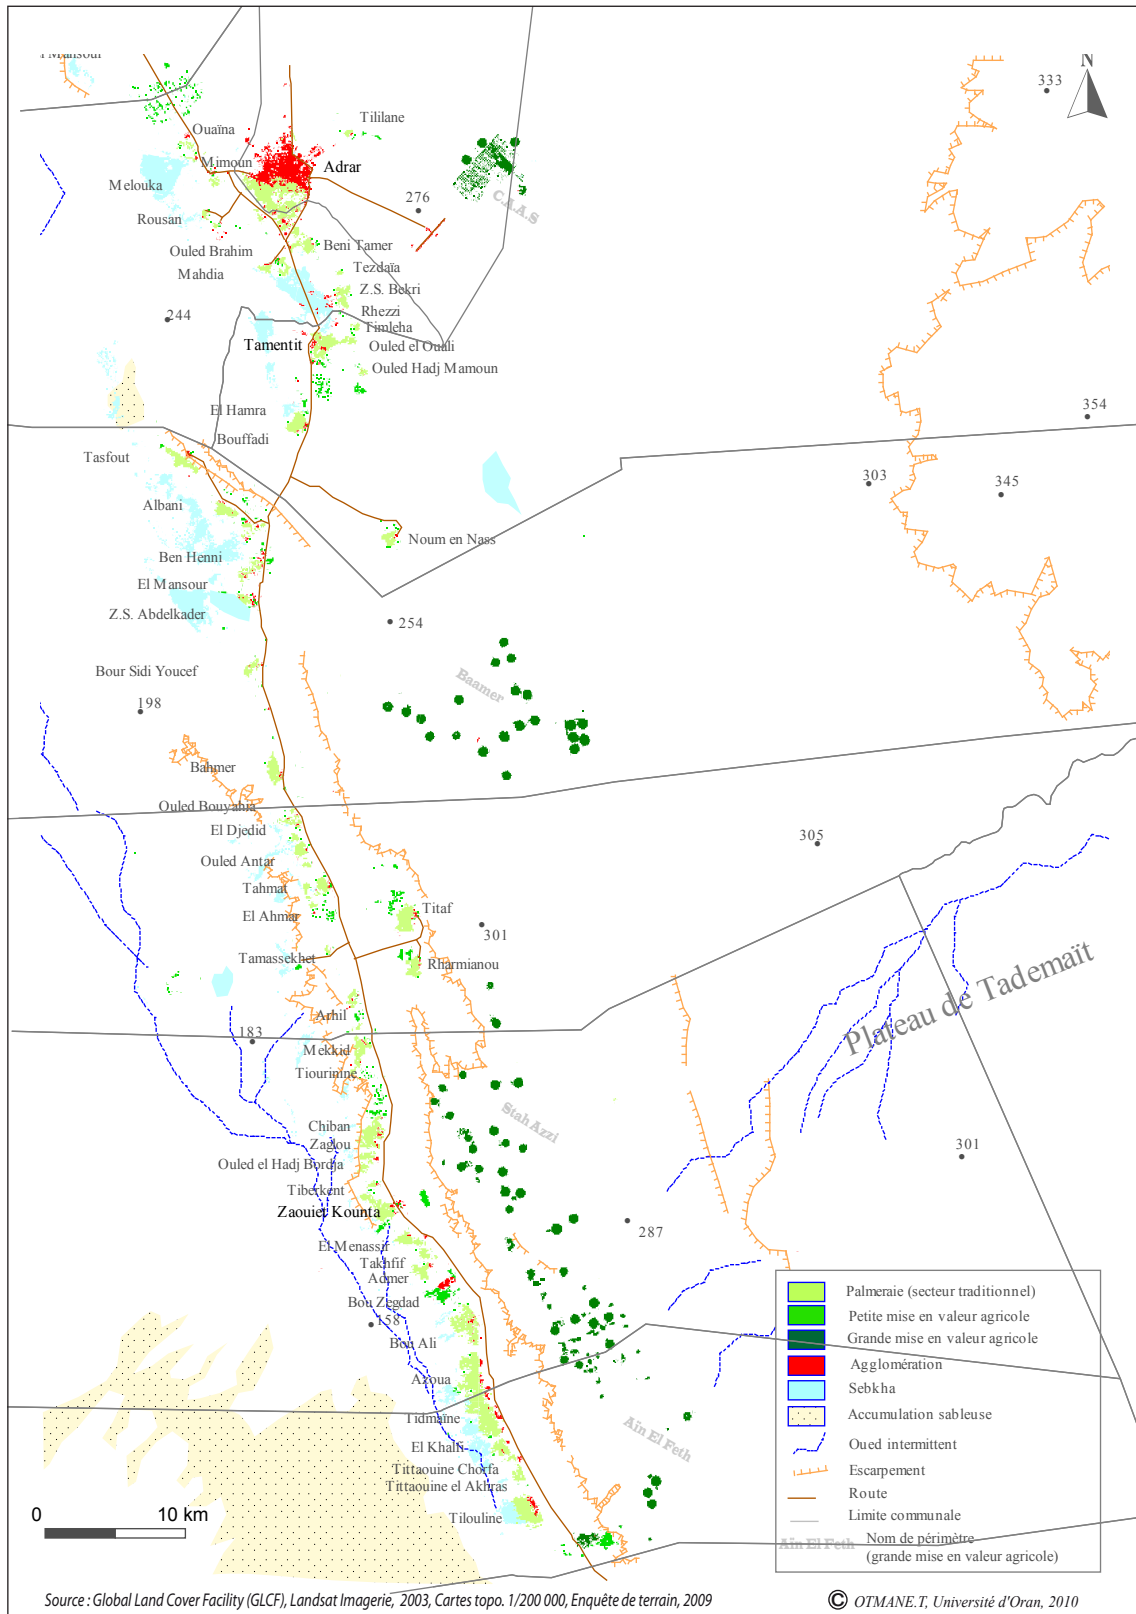 N
333
Tililane
Ouaïna
Mimoun
Adrar
Melouka
276
C.A.A.S
Rousan
Ouled Brahim
Beni Tamer
Mahdia
Tezdaïa
Z.S. Bekri
Rhezzi
244
Timleha
Tamentit
Ouled el Ouali
Ouled Hadj Mamoun
El Hamra
354
Bouffadi
Tasfout
303
345
Albani
Noum en Nass
Ben Henni
El Mansour
Z.S. Abdelkader
254
Bour Sidi Youcef
Baamer
198
Bahmer
Ouled Bouyahia
El Djedid
305
Ouled Antar
Tahmat
El Ahmar
Titaf
301
Tamassekhet
Rharmianou
Plateau de Tademaït
Arhil
183
Mekkid
Tiourinine
Stah Azzi
Chiban
Zaglou
Ouled el Hadj Bordja
301
Tiberkent
Zaouiet Kounta
287
El Menassir
Takhfif
Admer
Bou Zegdad
158
Bou Ali
Azoua
Tidmaïne
Aïn El Feth
El Khalfi
Tittaouine Chorfa
Tittaouine el Akhras
Tilouline
Palmeraie (secteur traditionnel)
Petite mise en valeur agricole
Grande mise en valeur agricole
Agglomération
Sebkha
Accumulation sableuse
Oued intermittent
Escarpement
Route
Limite communale
Aïn El Feth Nom de périmètre
(grande mise en valeur agricole)
0 10 km
Source : Global Land Cover Facility (GLCF), Landsat Imagerie, 2003, Cartes topo. 1/200 000, Enquête de terrain, 2009
© OTMANE.T, Université d'Oran, 2010